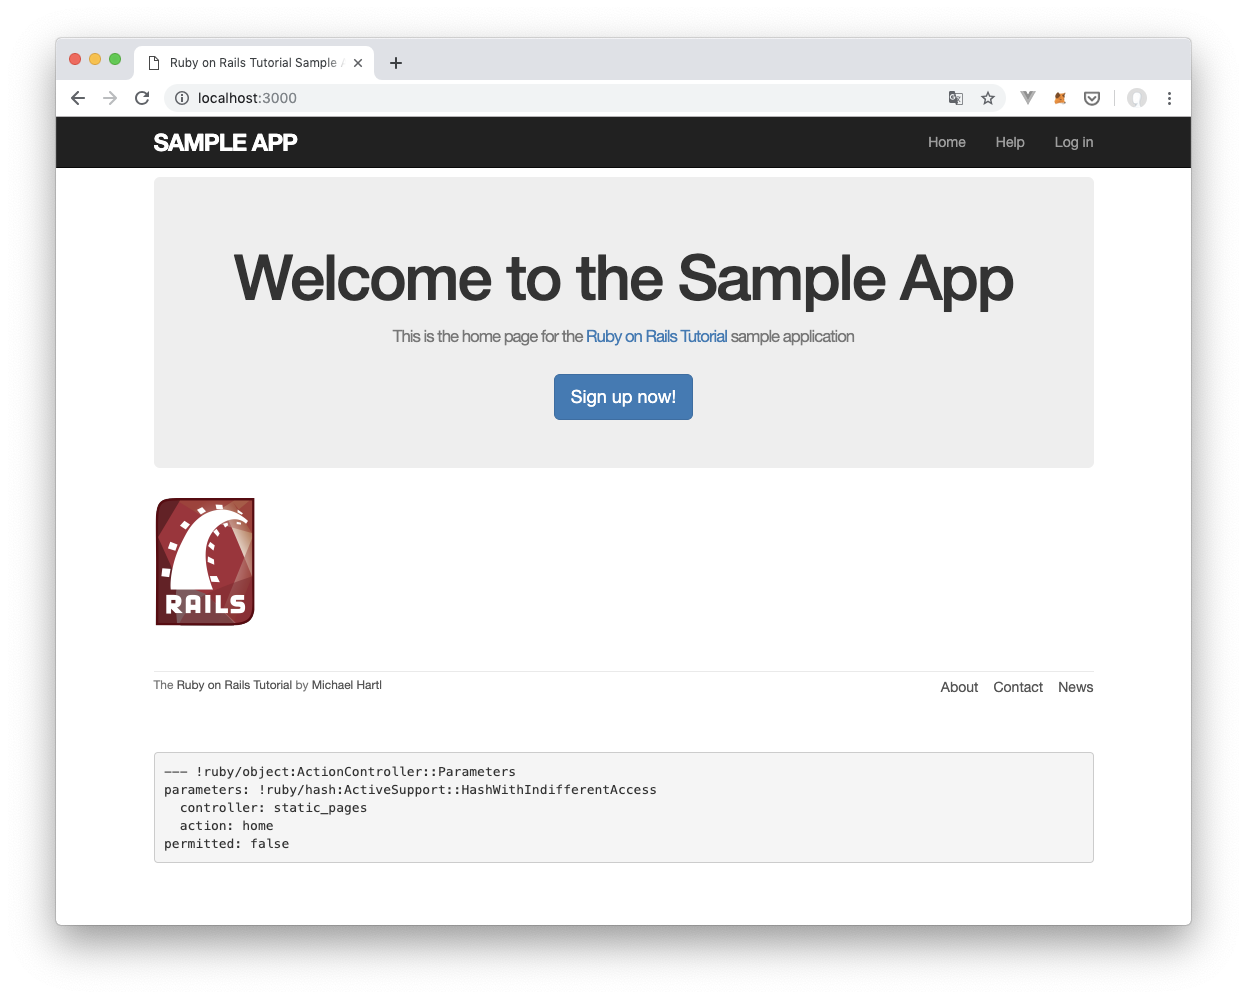 Ruby on Rails Tutorial Sample
localhost:3000
SAMPLE APP
Home Help Log in
Welcome to the Sample App
This is the home page for the Ruby on Rails Tutorial sample application
Sign up now!
RAILS
The Ruby on Rails Tutorial by Michael Hartl
About Contact News
--- !ruby/object:ActionController::Parameters
parameters: !ruby/hash:ActiveSupport::HashWithIndifferentAccess
  controller: static_pages
  action: home
permitted: false